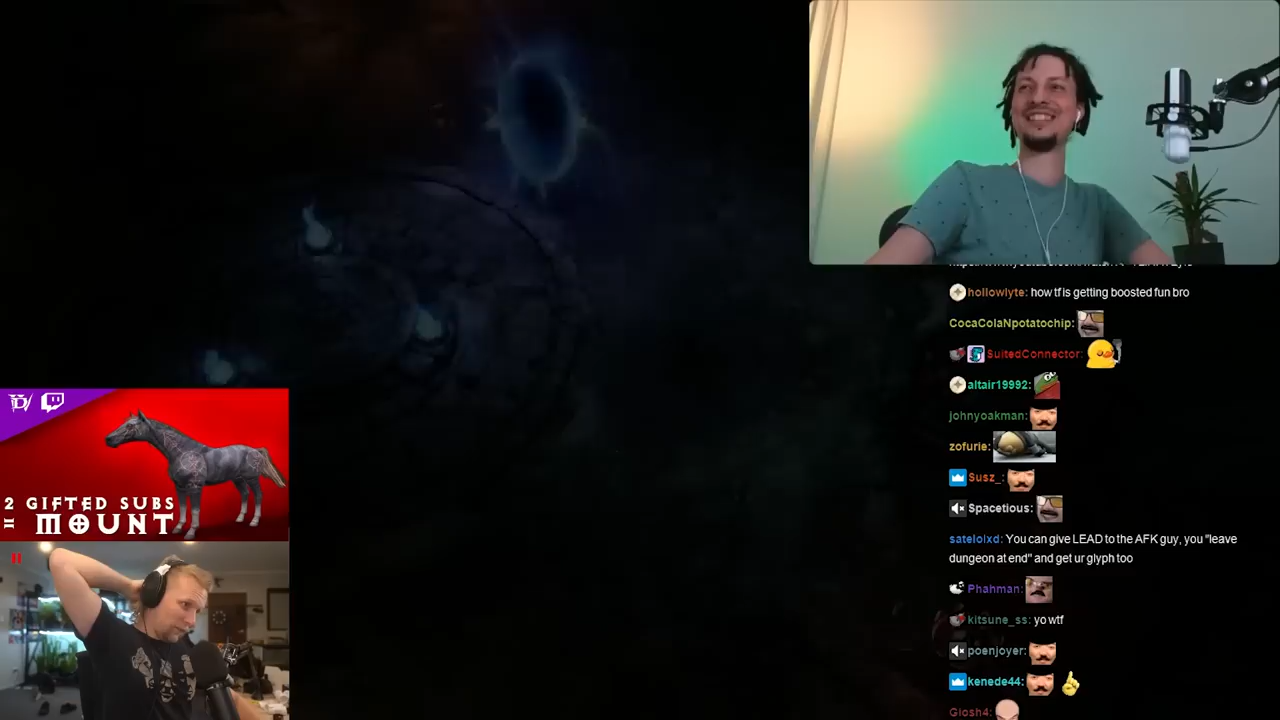 hollowlyte: how tf is getting boosted fun bro
CocaColaNpotatochip:
SuitedConnector:
altair19992:
johnyoakman:
zofurie:
Susz_:
Spacetious:
sateloixd: You can give LEAD to the AFK guy, you "leave
dungeon at end" and get ur glyph too
Phahman:
kitsune_ss: yo wtf
poenjoyer:
kenede44:
Glosh4:
2 GIFTED SUBS
= MOUNT